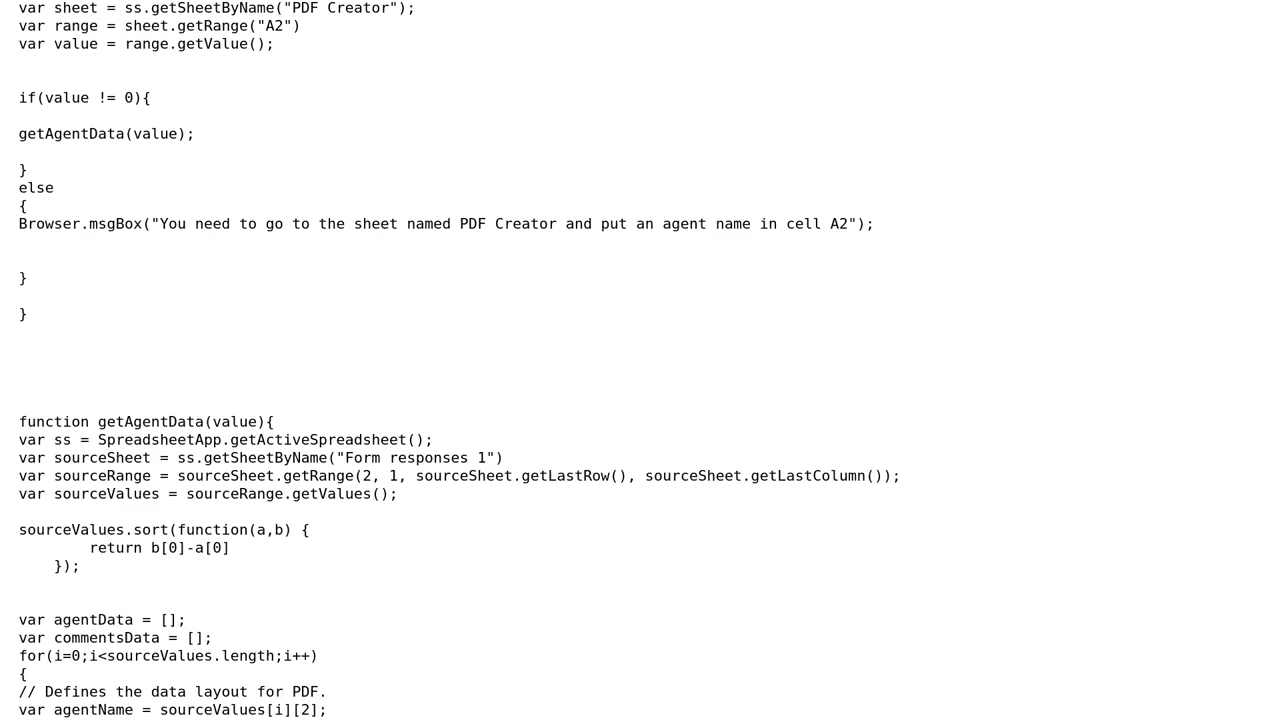 var sheet = ss.getSheetByName("PDF Creator");
var range = sheet.getRange("A2")
var value = range.getValue();
if(value != 0){
getAgentData(value);
}
else
{
Browser.msgBox("You need to go to the sheet named PDF Creator and put an agent name in cell A2");
}
}
function getAgentData(value){
var ss = SpreadsheetApp.getActiveSpreadsheet();
var sourceSheet = ss.getSheetByName("Form responses 1")
var sourceRange = sourceSheet.getRange(2, 1, sourceSheet.getLastRow(), sourceSheet.getLastColumn());
var sourceValues = sourceRange.getValues();
sourceValues.sort(function(a,b) {
return b[0]-a[0]
});
var agentData = [];
var commentsData = [];
for(i=0;i<sourceValues.length;i++)
{
// Defines the data layout for PDF.
var agentName = sourceValues[i][2];